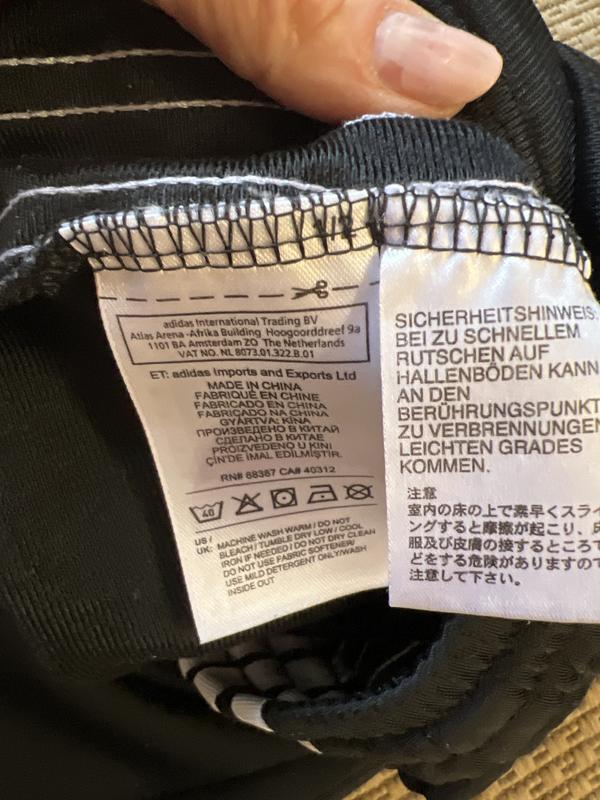 adidas International Trading BV
Atlas Arena -Afrika Building Hoogoorddreef 9a
1101 BA Amsterdam ZO The Netherlands
VAT NO. NL 8073.01.322.B.01
ET: adidas Imports and Exports Ltd
MADE IN CHINA
FABRIQUÉ EN CHINE
FABRICADO EN CHINA
FABRICADO NA CHINA
GYÁRTVA: KÍNA
ПРОИЗВЕДЕНО В КИТАЙ
СДЕЛАНО В КИТАЕ
PROIZVEDENO U KINI
ÇİN'DE İMAL EDİLMİŞTİR.
RN# 88387 CA# 40312
40
US / UK: MACHINE WASH WARM / DO NOT
BLEACH / TUMBLE DRY LOW / COOL
IRON IF NEEDED / DO NOT DRY CLEAN
DO NOT USE FABRIC SOFTENER/
USE MILD DETERGENT ONLY/WASH
INSIDE OUT
SICHERHEITSHINWEIS:
BEI ZU SCHNELLEM
RUTSCHEN AUF
HALLENBÖDEN KANN
AN DEN
BERÜHRUNGSPUNKT
ZU VERBRENNUNGEN
LEICHTEN GRADES
KOMMEN.
注意
室内の床の上で素早くスライ
ングすると摩擦が起こり、床
服及び皮膚の接するところで
どをする危険がありますので
注意して下さい。